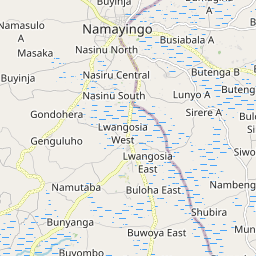 Buyinja
Namasulo
A
Namayingo
Nasinu North
Busiabala A
Masaka
Buyinja
Nasiru Central
Butenga B
Nasinu South
Lunyo A
Gondohera
Sirere A
Lwangosia
West
Genguluho
Lwangosia
East
Namutaba
Buloha East
Shubira
Bunyanga
Buwoya East
Buyombo